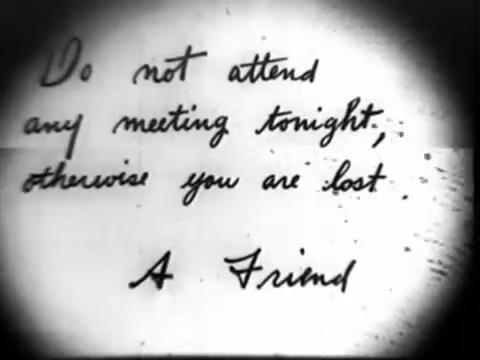 Do not attend
any meeting tonight,
otherwise you are lost.
A Friend